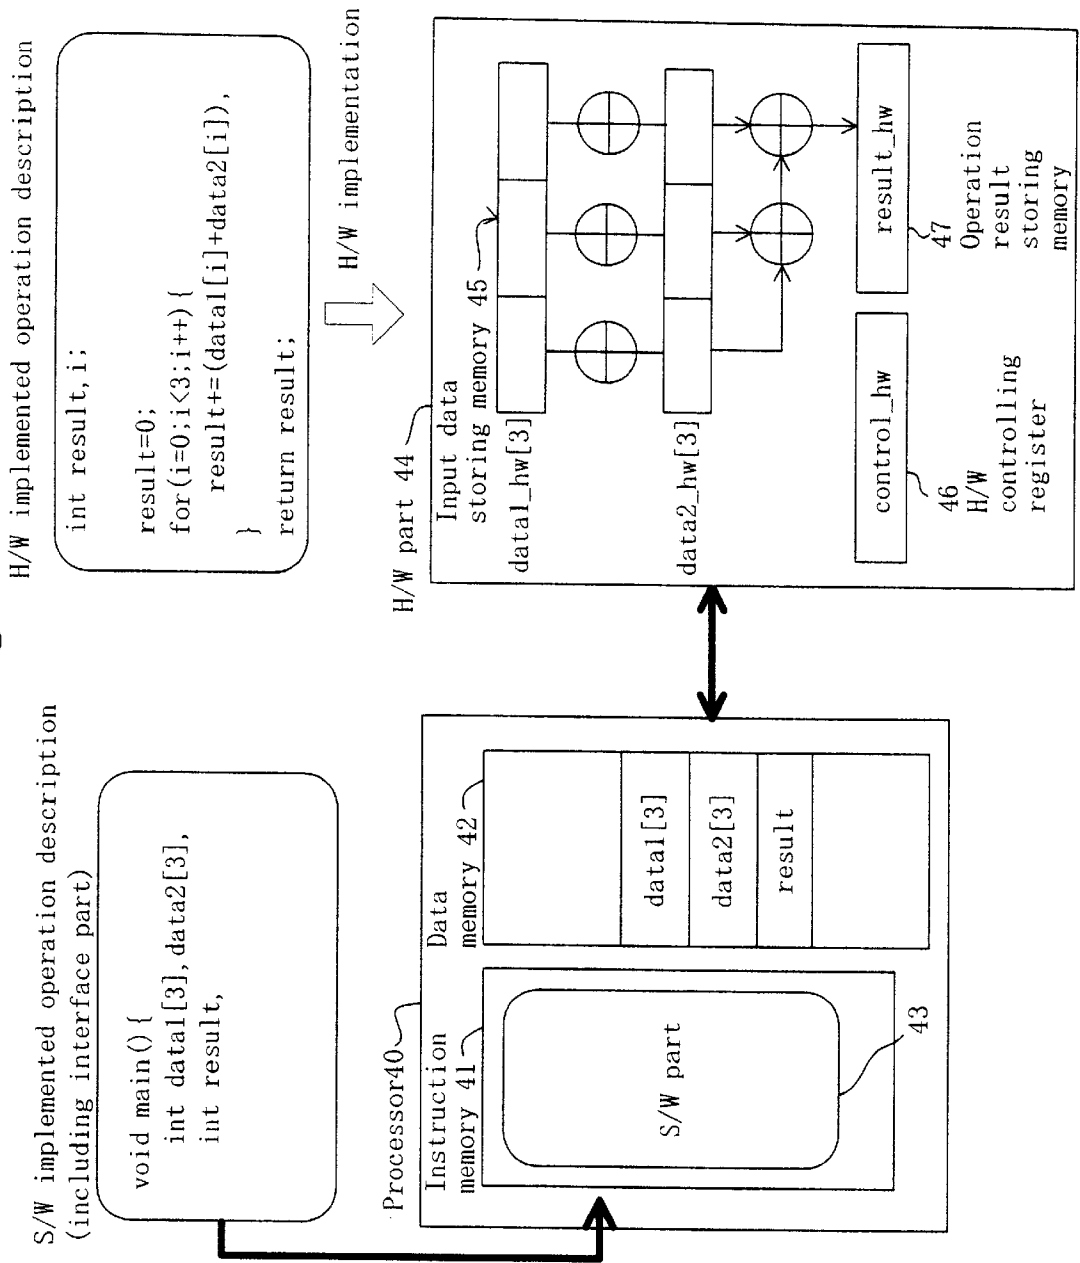 S/W implemented operation description
(including interface part)
void main() {
int data1[3], data2[3],
int result,
H/W implemented operation description
int result, i;
result=0;
for(i=0;i<3;i++) {
result+=(data1[i]+data2[i]),
}
return result;
H/W implementation
Processor40
Instruction
memory 41
S/W part
43
Data
memory 42
data1[3]
data2[3]
result
H/W part 44
Input data
storing memory 45
data1_hw[3]
data2_hw[3]
control_hw
46
H/W
controlling
register
result_hw
47
Operation
result
storing
memory